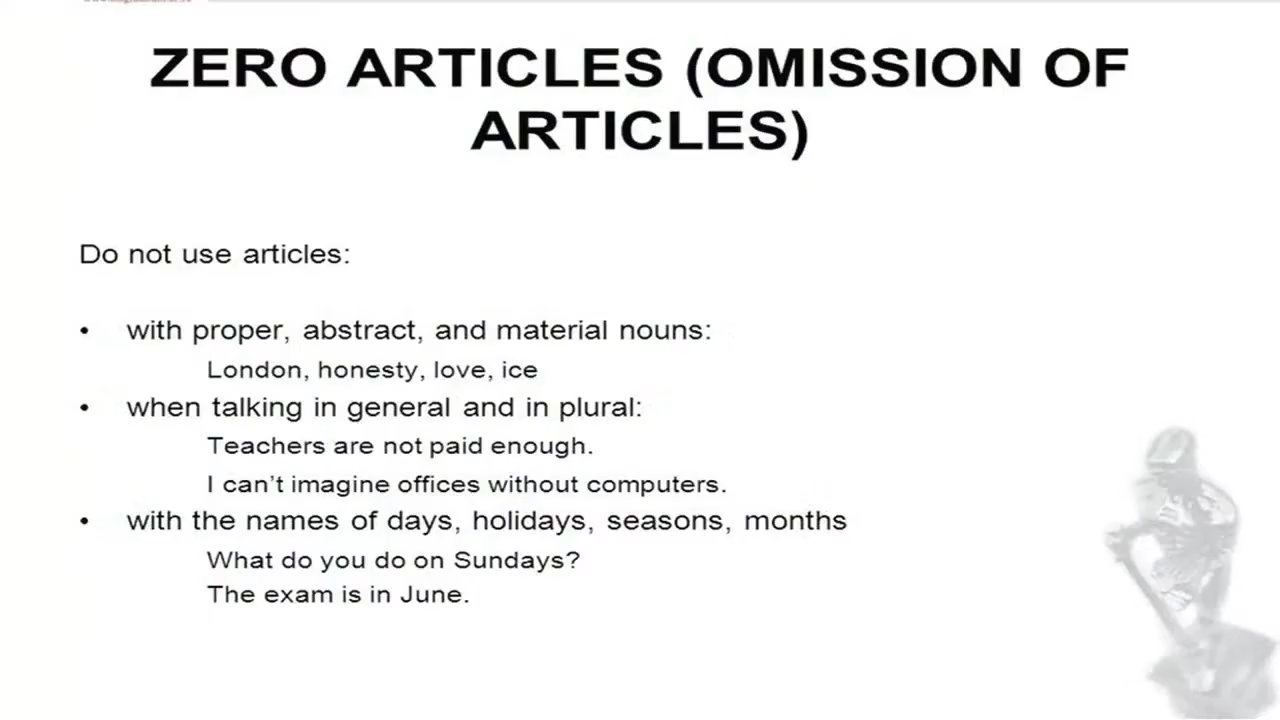 ZERO ARTICLES (OMISSION OF
ARTICLES)
Do not use articles:
• with proper, abstract, and material nouns:
London, honesty, love, ice
• when talking in general and in plural:
Teachers are not paid enough.
I can’t imagine offices without computers.
• with the names of days, holidays, seasons, months
What do you do on Sundays?
The exam is in June.